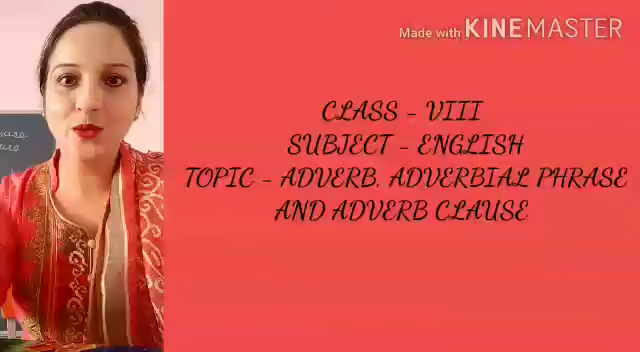 Made with KINEMASTER
CLASS - VIII
SUBJECT - ENGLISH
TOPIC - ADVERB, ADVERBIAL PHRASE
AND ADVERB CLAUSE